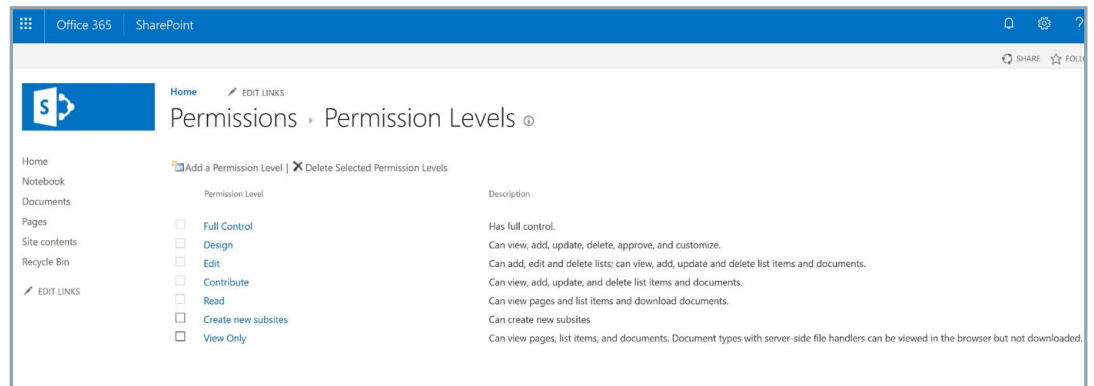 Office 365 SharePoint
?
SHARE
Home EDIT LINKS
Permissions Permission Levels
Home
Notebook
Documents
Pages
Site contents
Recycle Bin
EDIT LINKS
Add a Permission Level | Delete Selected Permission Levels
Permission Level Description
Full Control Has full control.
Design Can view, add, update, delete, approve, and customize.
Edit Can add, edit and delete lists; can view, add, update and delete list items and documents.
Contribute Can view, add, update, and delete list items and documents.
Read Can view pages and list items and download documents.
Create new subsites Can create new subsites
View Only Can view pages, list items, and documents. Document types with server-side file handlers can be viewed in the browser but not downloaded.